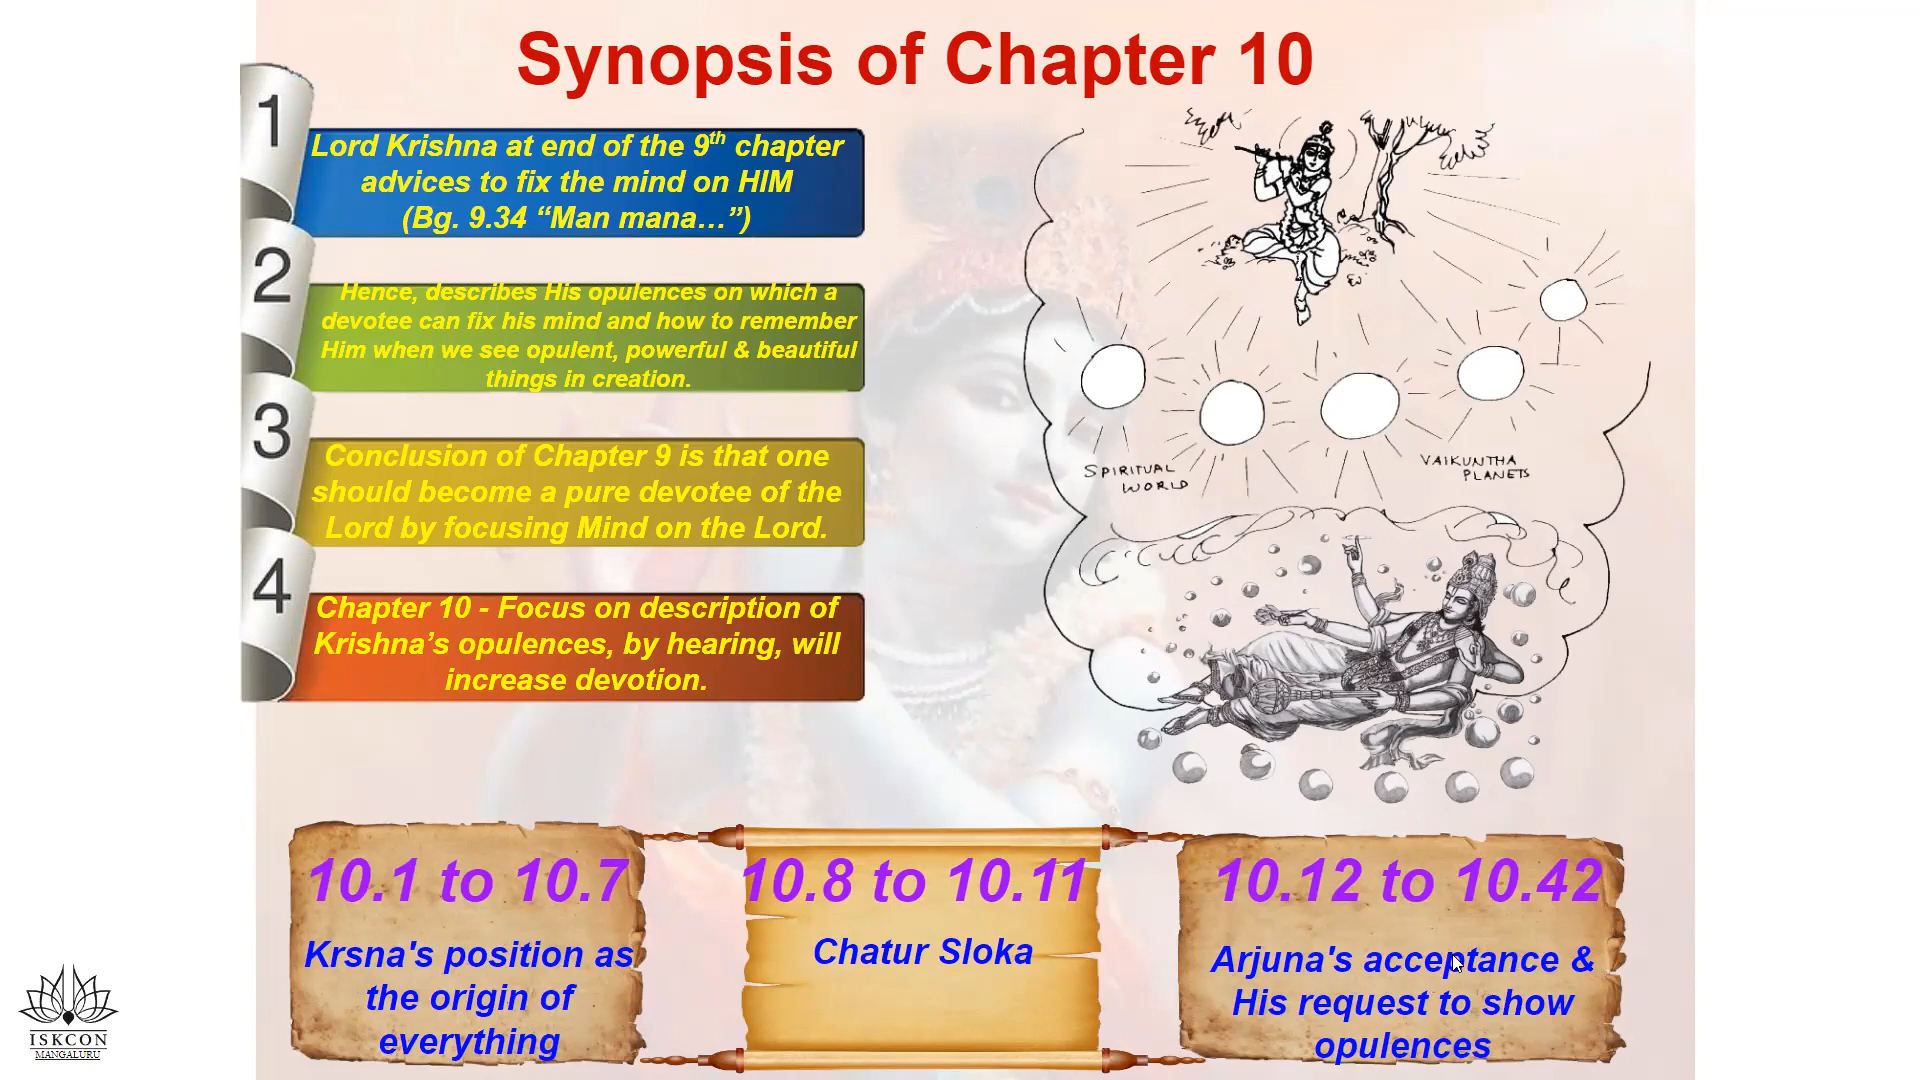 Synopsis of Chapter 10
1
Lord Krishna at end of the 9th chapter
advices to fix the mind on HIM
(Bg. 9.34 “Man mana…”)
2
Hence, describes His opulences on which a
devotee can fix his mind and how to remember
Him when we see opulent, powerful & beautiful
things in creation.
3
Conclusion of Chapter 9 is that one
should become a pure devotee of the
Lord by focusing Mind on the Lord.
4
Chapter 10 - Focus on description of
Krishna’s opulences, by hearing, will
increase devotion.
SPIRITUAL
WORLD
VAIKUNTHA
PLANETS
10.1 to 10.7
Krsna's position as
the origin of
everything
10.8 to 10.11
Chatur Sloka
10.12 to 10.42
Arjuna's acceptance &
His request to show
opulences
ISKCON
MANGALURU